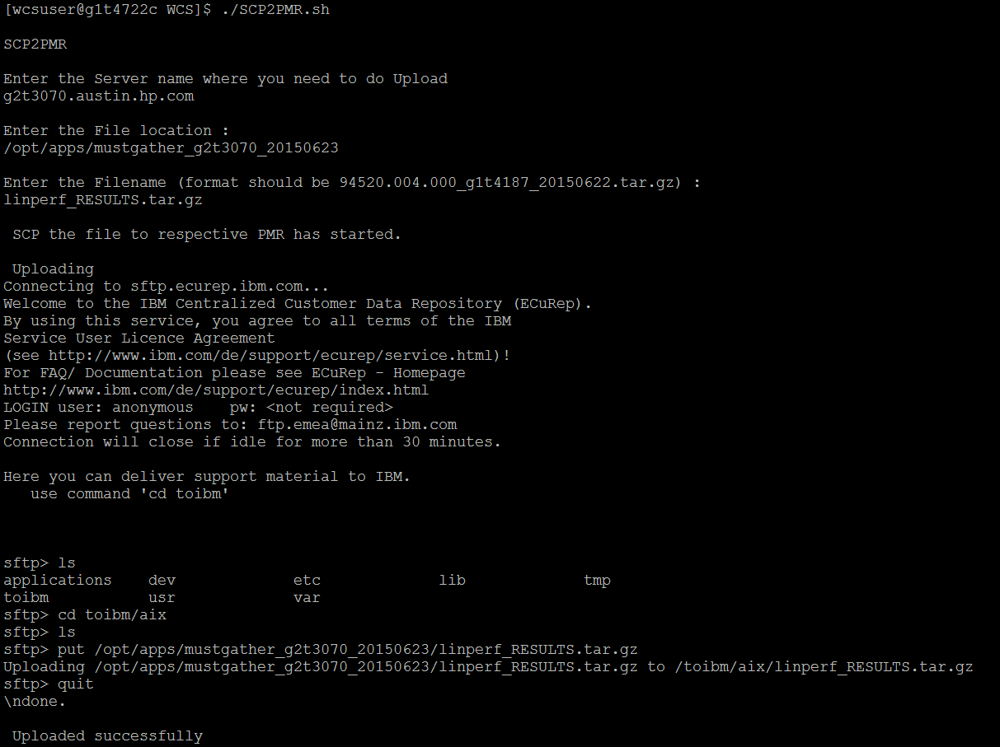 [wcsuser@g1t4722c WCS]$ ./SCP2PMR.sh
SCP2PMR
Enter the Server name where you need to do Upload
g2t3070.austin.hp.com
Enter the File location :
/opt/apps/mustgather_g2t3070_20150623
Enter the Filename (format should be 94520.004.000_g1t4187_20150622.tar.gz) :
linperf_RESULTS.tar.gz
SCP the file to respective PMR has started.
Uploading
Connecting to sftp.ecurep.ibm.com...
Welcome to the IBM Centralized Customer Data Repository (ECuRep).
By using this service, you agree to all terms of the IBM
Service User Licence Agreement
(see http://www.ibm.com/de/support/ecurep/service.html)!
For FAQ/ Documentation please see ECuRep - Homepage
http://www.ibm.com/de/support/ecurep/index.html
LOGIN user: anonymous    pw: <not required>
Please report questions to: ftp.emea@mainz.ibm.com
Connection will close if idle for more than 30 minutes.
Here you can deliver support material to IBM.
use command 'cd toibm'
sftp> ls
applications    dev             etc             lib             tmp
toibm           usr             var
sftp> cd toibm/aix
sftp> ls
sftp> put /opt/apps/mustgather_g2t3070_20150623/linperf_RESULTS.tar.gz
Uploading /opt/apps/mustgather_g2t3070_20150623/linperf_RESULTS.tar.gz to /toibm/aix/linperf_RESULTS.tar.gz
sftp> quit
\ndone.
Uploaded successfully